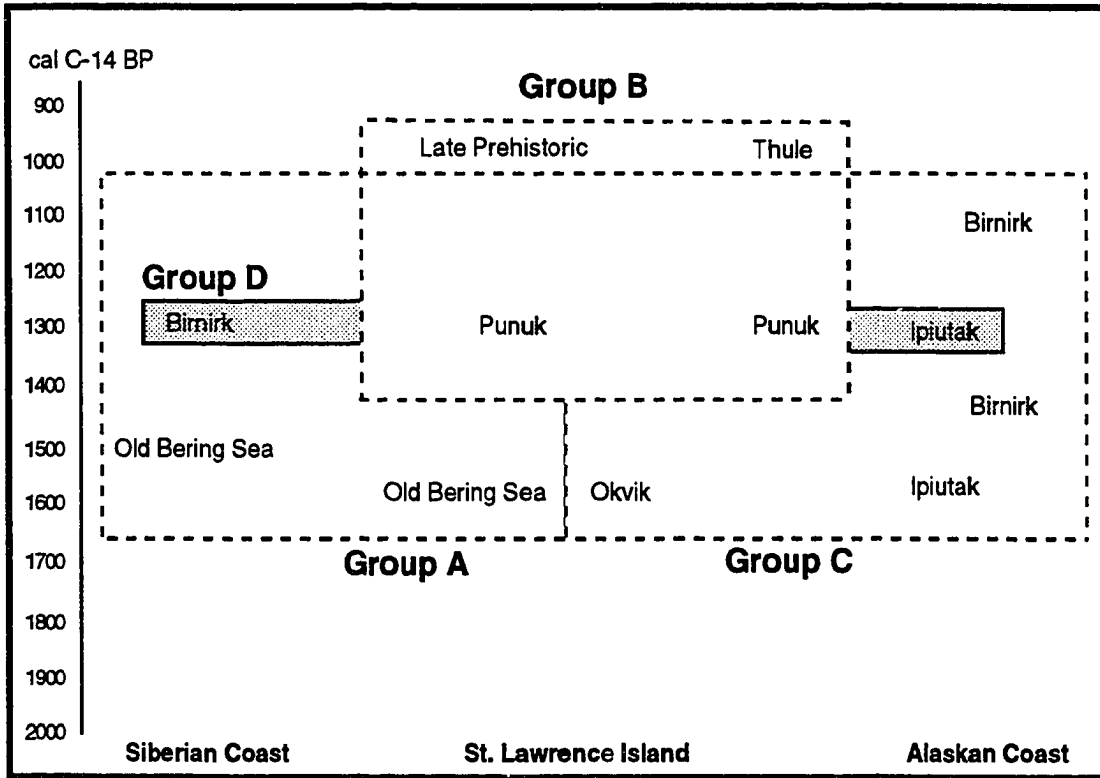 cal C-14 BP
Group B
900
Late Prehistoric Thule
1000
1100
Birnirk
1200
Group D
1300
Birnirk Punuk Punuk Ipiutak
1400
Birnirk
1500
Old Bering Sea
Old Bering Sea Okvik Ipiutak
1600
1700
Group A Group C
1800
1900
2000
Siberian Coast St. Lawrence Island Alaskan Coast